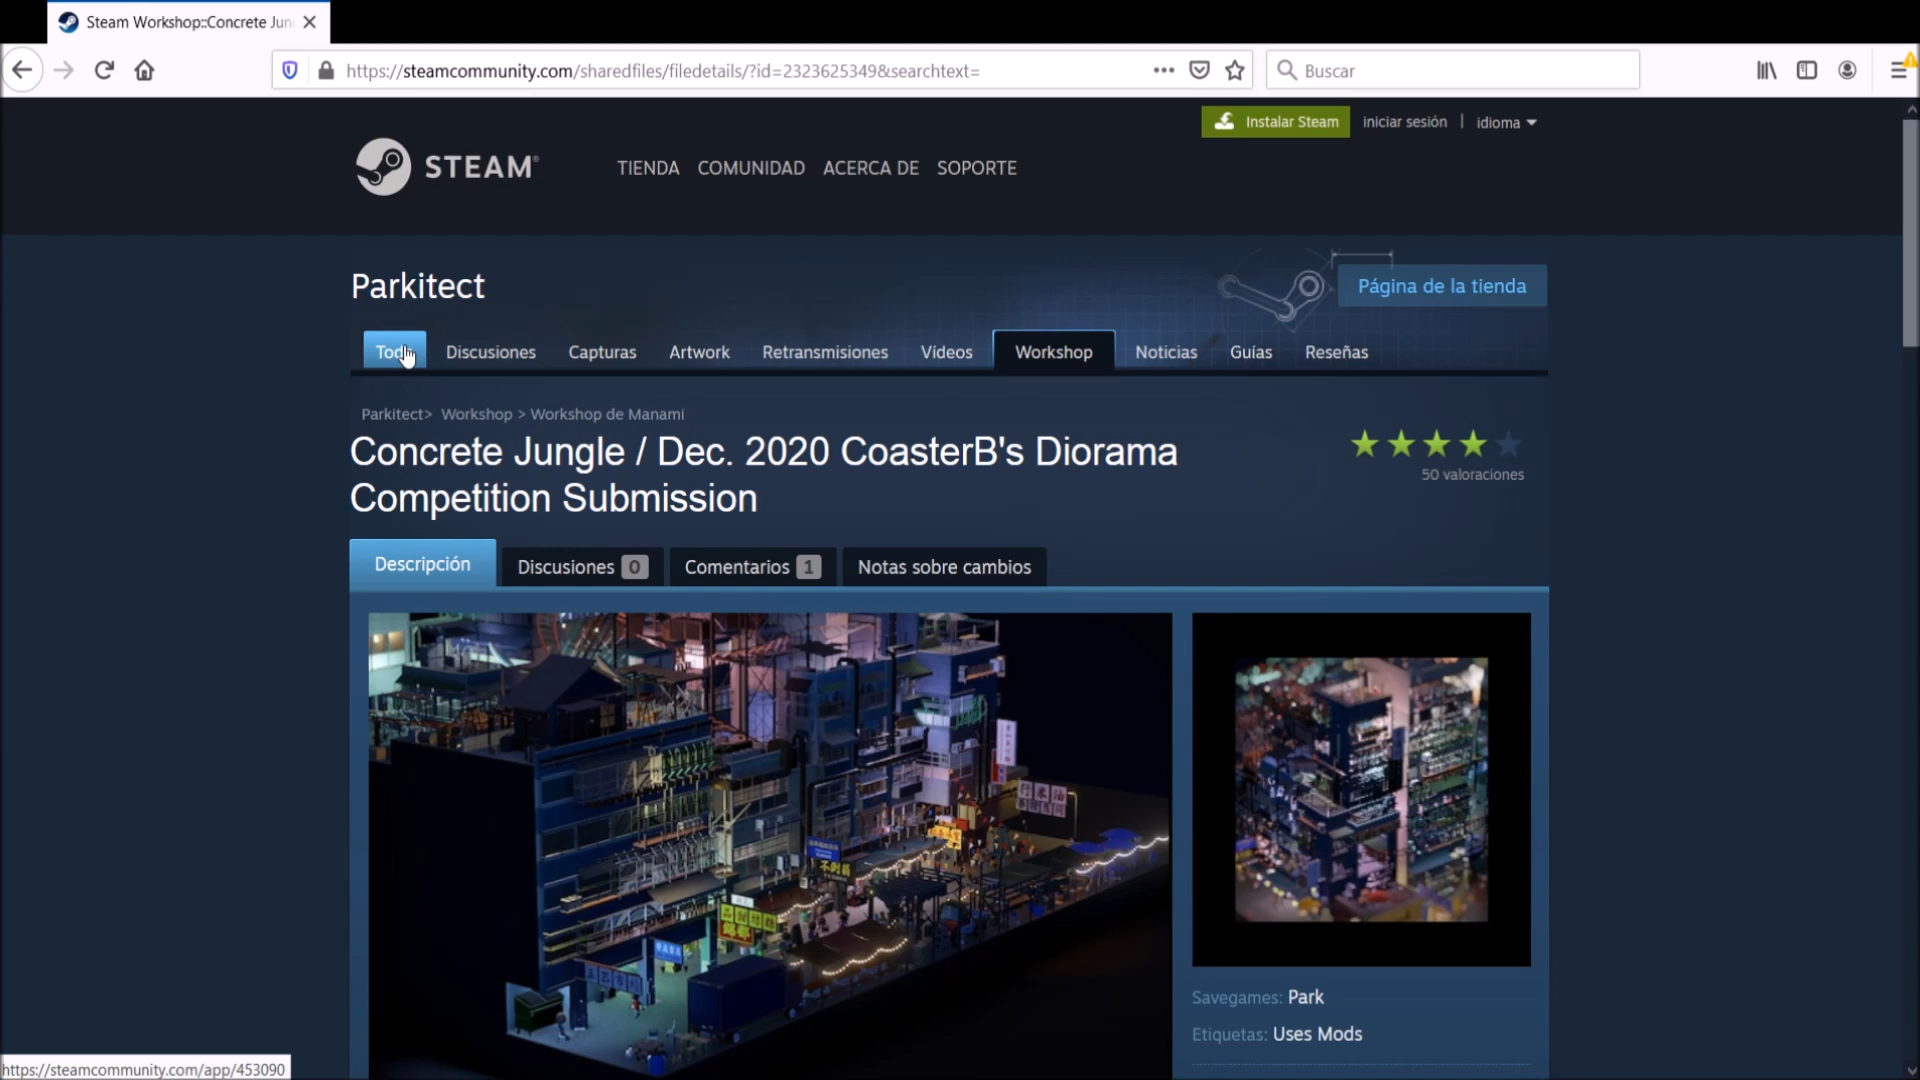 Steam Workshop::Concrete Jun
https://steamcommunity.com/sharedfiles/filedetails/?id=2323625349&searchtext=
Buscar
Instalar Steam
iniciar sesión
idioma
STEAM®
TIENDA
COMUNIDAD
ACERCA DE
SOPORTE
Parkitect
Página de la tienda
Discusiones
Capturas
Artwork
Retransmisiones
Vídeos
Workshop
Noticias
Guías
Reseñas
Parkitect> Workshop > Workshop de Manami
Concrete Jungle / Dec. 2020 CoasterB's Diorama
Competition Submission
50 valoraciones
Descripción
Discusiones 0
Comentarios 1
Notas sobre cambios
Savegames: Park
Etiquetas: Uses Mods
https://steamcommunity.com/app/453090